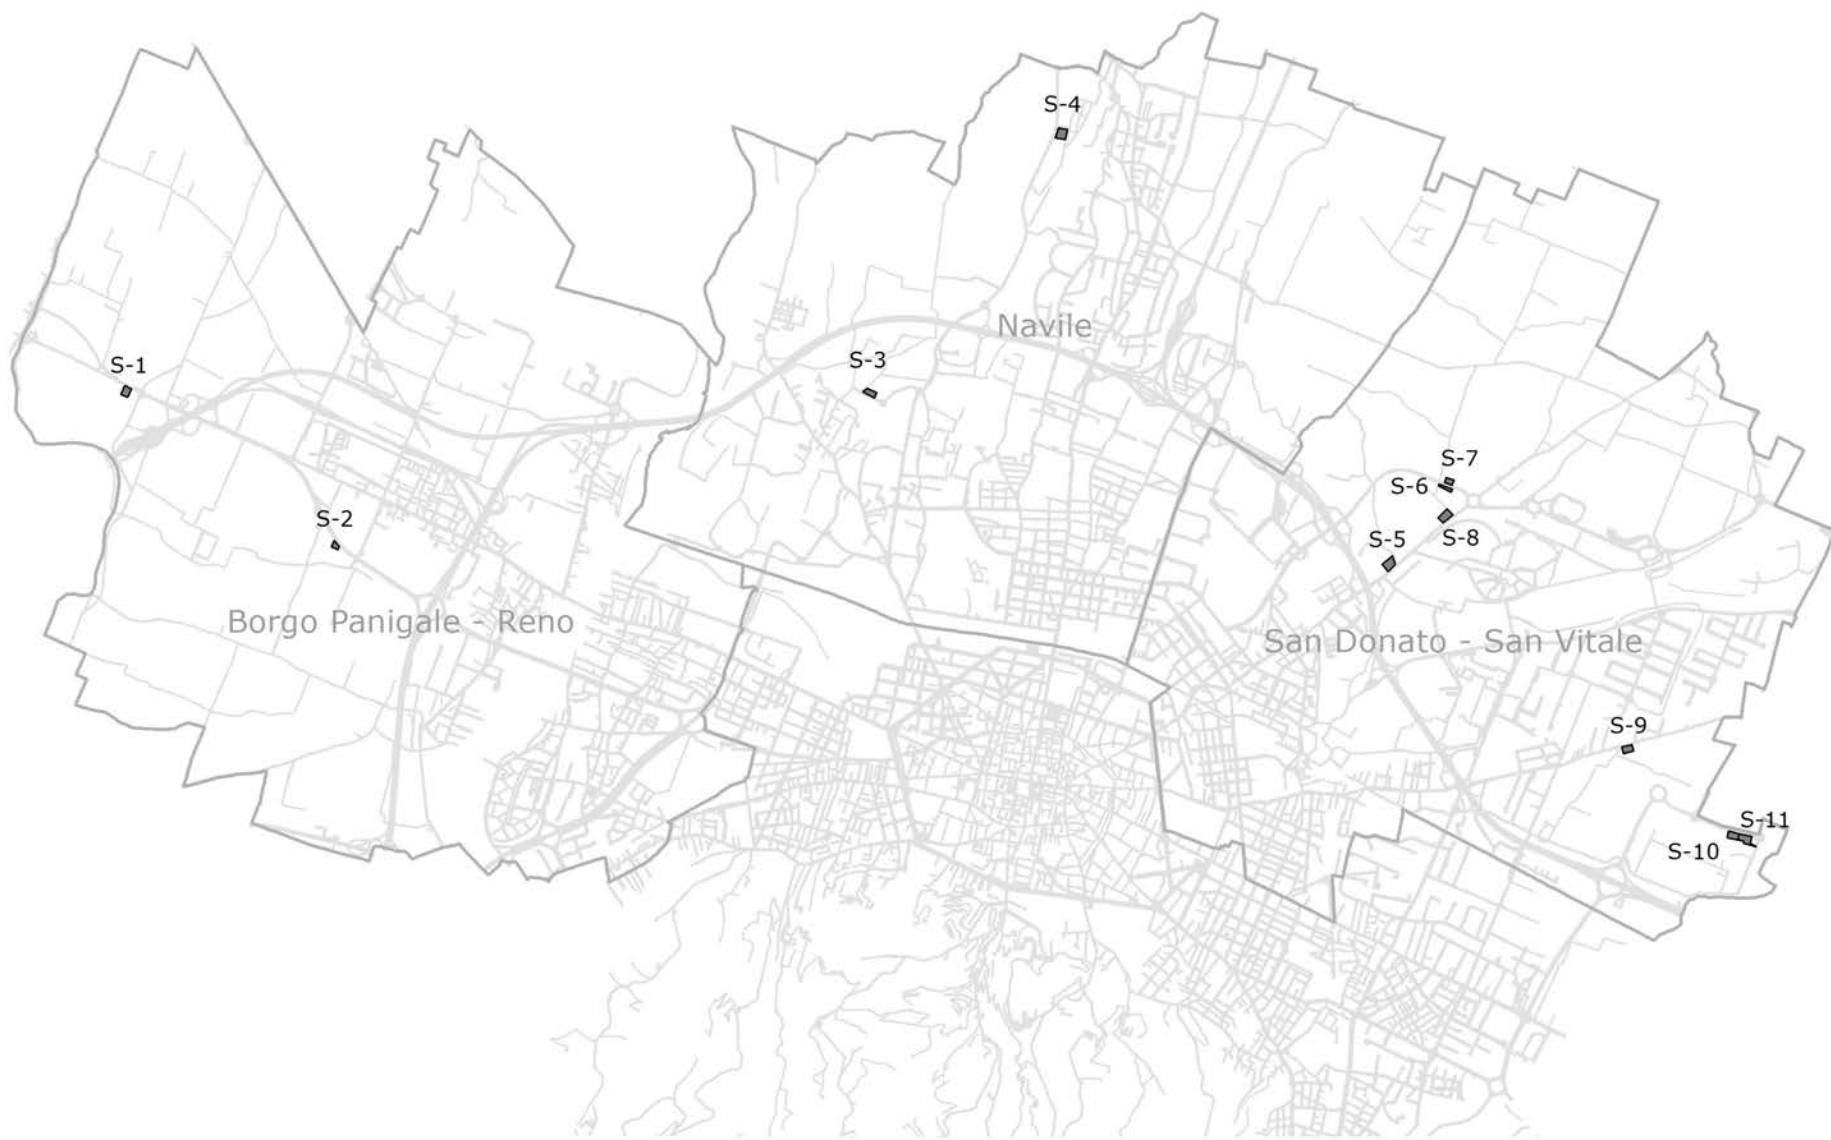 S-4
Navile
S-1
S-3
S-7
S-6
S-2
S-8
S-5
Borgo Panigale - Reno
San Donato - San Vitale
S-9
S-11
S-10